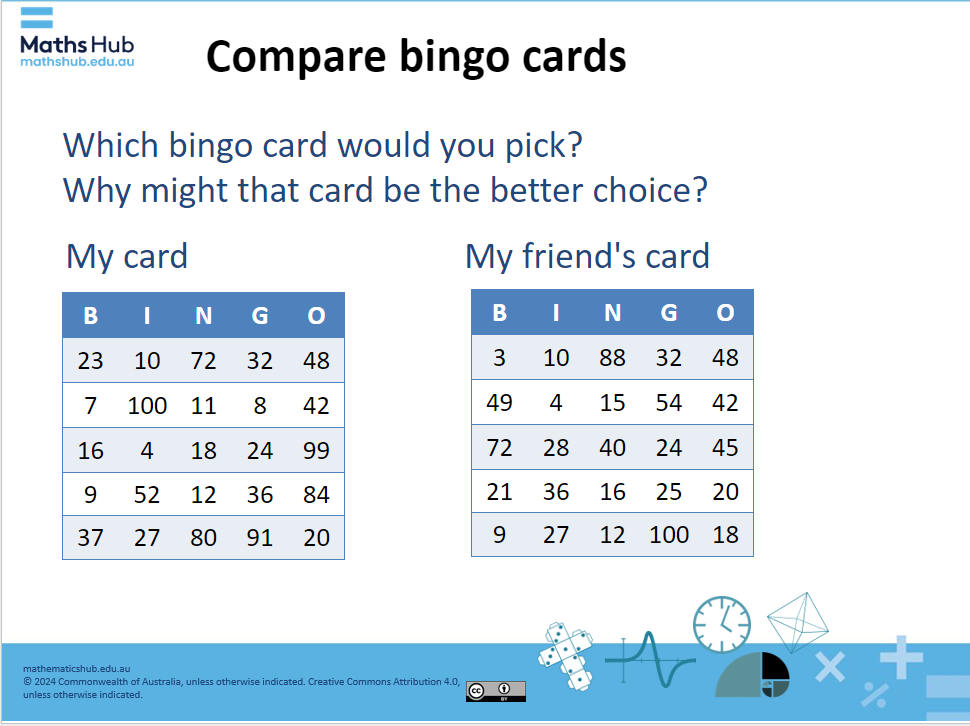 Maths Hub
mathshub.edu.au
Compare bingo cards
Which bingo card would you pick?
Why might that card be the better choice?
My card
B I N G O
23 10 72 32 48
7 100 11 8 42
16 4 18 24 99
9 52 12 36 84
37 27 80 91 20
My friend's card
B I N G O
3 10 88 32 48
49 4 15 54 42
72 28 40 24 45
21 36 16 25 20
9 27 12 100 18
mathematicshub.edu.au
© 2024 Commonwealth of Australia, unless otherwise indicated. Creative Commons Attribution 4.0,
unless otherwise indicated.
cc
BY